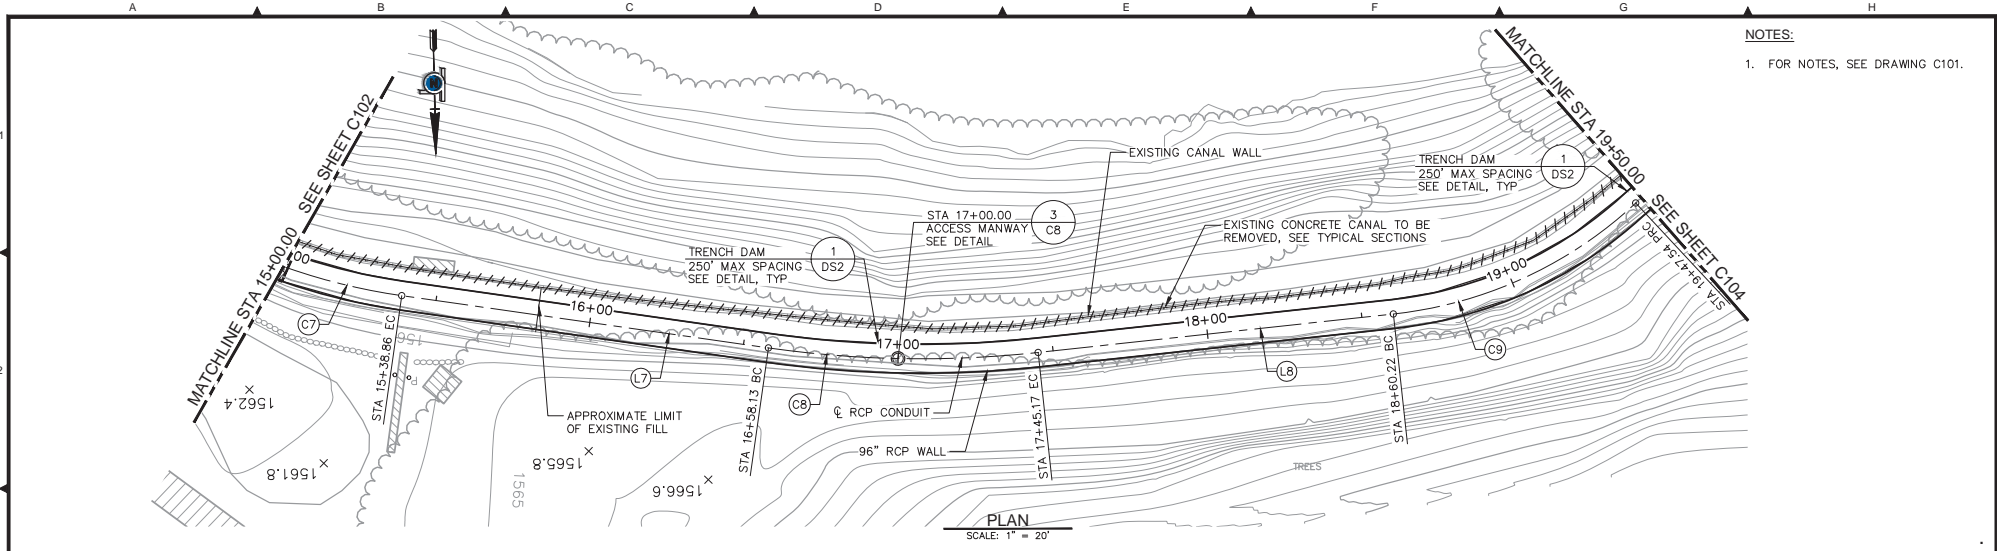 A B C D E F G H
1
2
NOTES:
1. FOR NOTES, SEE DRAWING C101.
MATCHLINE STA 15+00.00 SEE SHEET C102
N
MATCHLINE STA 19+50.00 SEE SHEET C104
EXISTING CANAL WALL
TRENCH DAM
250' MAX SPACING
SEE DETAIL, TYP
1
DS2
STA 17+00.00
ACCESS MANWAY
SEE DETAIL
3
C8
EXISTING CONCRETE CANAL TO BE
REMOVED, SEE TYPICAL SECTIONS
TRENCH DAM
250' MAX SPACING
SEE DETAIL, TYP
1
DS2
STA 19+47.54 PRC
00
16+00
17+00
18+00
19+00
C7
L7
C8
L8
C9
STA 15+38.86 EC
156
P
STA 16+58.13 BC
STA 17+45.17 EC
STA 18+60.22 BC
APPROXIMATE LIMIT
OF EXISTING FILL
℄ RCP CONDUIT
96" RCP WALL
1562.4
1561.8
1565.8
1565
1566.6
TREES
PLAN
SCALE: 1" = 20'